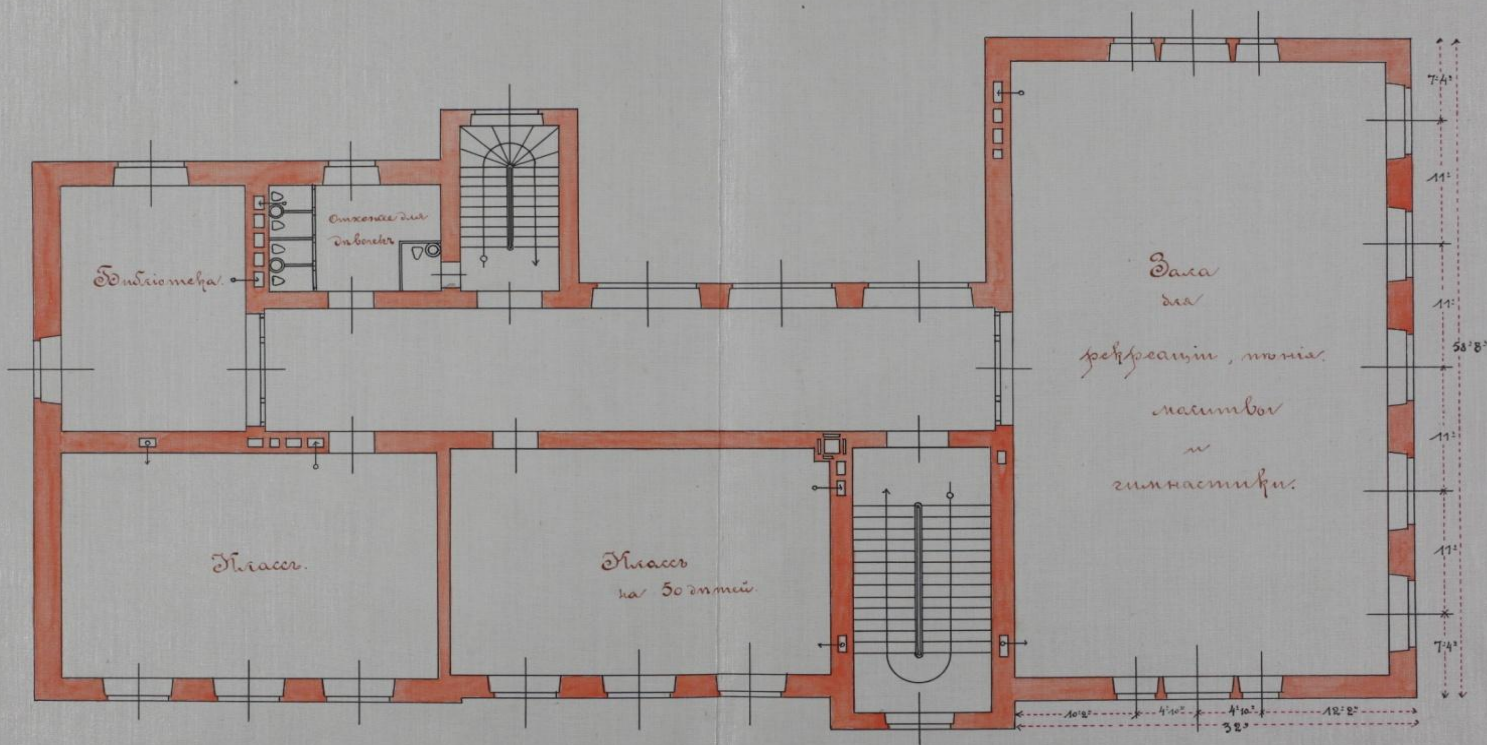 Отхожее для
дѣвочекъ
Библіотека.
Зала
для
рекреаціи, пѣнія.
молитвы
и
гимнастики.
Классъ.
Классъ
на 50 дѣтей.
7'4"
11'
11'
58'8"
11'
11'
7'4"
10'2" 4'10" 4'10" 12'2"
32'